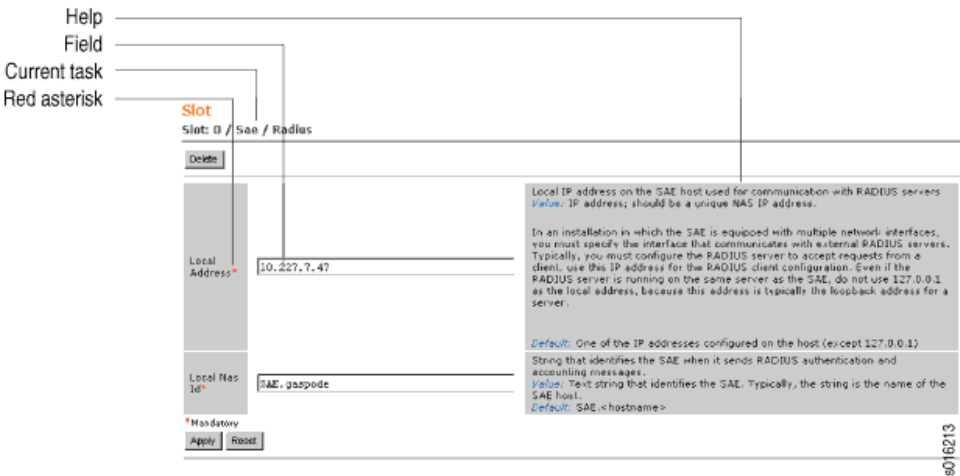 Help
Field
Current task
Red asterisk
Slot
Slot: 0 / Sae / Radius
Delete
Local
Address*
10.227.7.47
Local IP address on the SAE host used for communication with RADIUS servers
Value: IP address; should be a unique NAS IP address.
In an installation in which the SAE is equipped with multiple network interfaces,
you must specify the interface that communicates with external RADIUS servers.
Typically, you must configure the RADIUS server to accept requests from a
client, use this IP address for the RADIUS client configuration. Even if the
RADIUS server is running on the same server as the SAE, do not use 127.0.0.1
as the local address, because this address is typically the loopback address for a
server.
Default: One of the IP addresses configured on the host (except 127.0.0.1)
Local Nas
Id*
SAE.gaspode
String that identifies the SAE when it sends RADIUS authentication and
accounting messages.
Value: Text string that identifies the SAE. Typically, the string is the name of the
SAE host.
Default: SAE.<hostname>
*Mandatory
Apply Reset
s016213